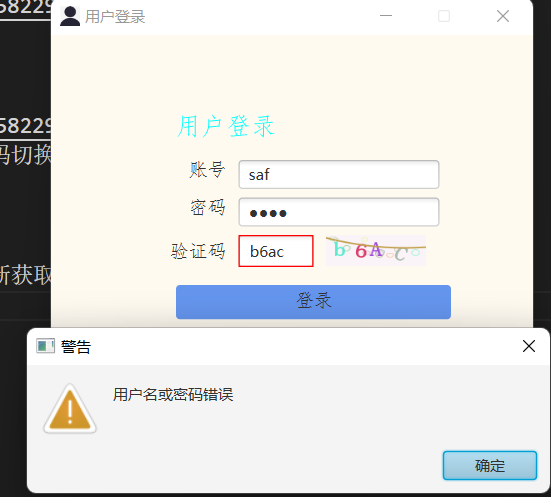 58229
用户登录
58229
码切换
新获取
用户登录
账号 saf
密码 ●●●●
验证码 b6ac b6Ac
登录
警告
用户名或密码错误
确定